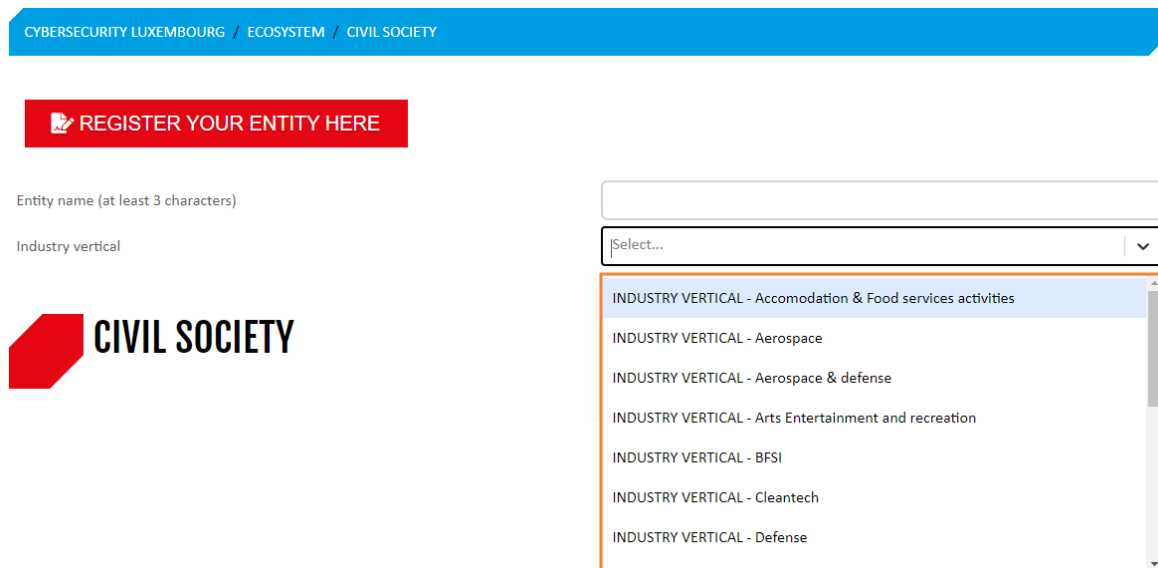 CYBERSECURITY LUXEMBOURG / ECOSYSTEM / CIVIL SOCIETY
REGISTER YOUR ENTITY HERE
Entity name (at least 3 characters)
Industry vertical
Select...
INDUSTRY VERTICAL - Accomodation & Food services activities
INDUSTRY VERTICAL - Aerospace
INDUSTRY VERTICAL - Aerospace & defense
INDUSTRY VERTICAL - Arts Entertainment and recreation
INDUSTRY VERTICAL - BFSI
INDUSTRY VERTICAL - Cleantech
INDUSTRY VERTICAL - Defense
CIVIL SOCIETY